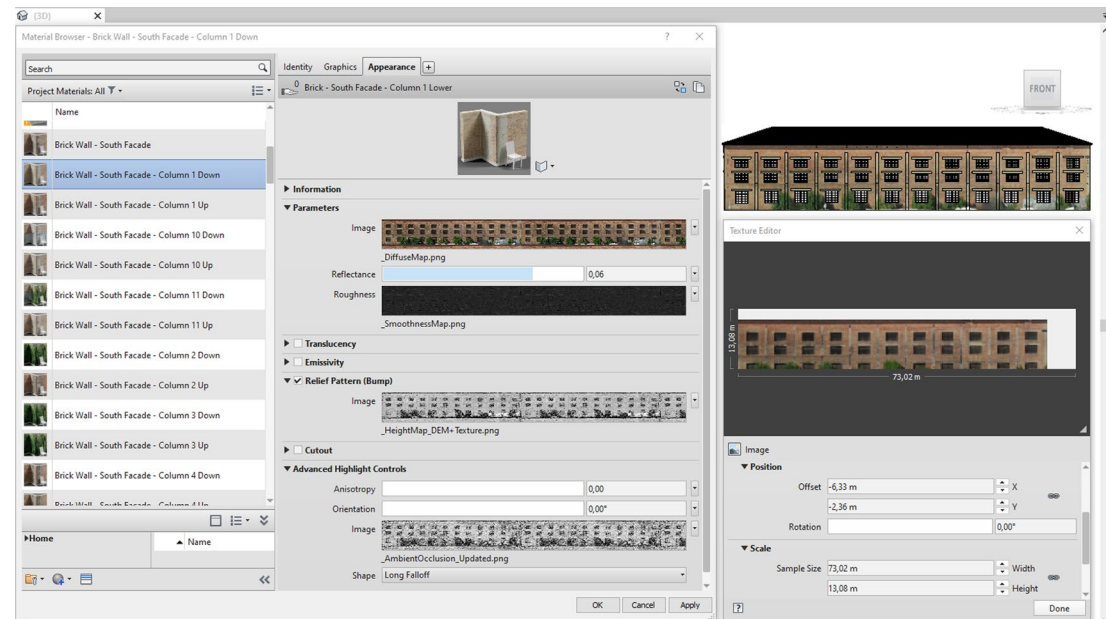 {3D}
Material Browser - Brick Wall - South Facade - Column 1 Down
?
Search
Project Materials: All
Name
Brick Wall - South Facade
Brick Wall - South Facade - Column 1 Down
Brick Wall - South Facade - Column 1 Up
Brick Wall - South Facade - Column 10 Down
Brick Wall - South Facade - Column 10 Up
Brick Wall - South Facade - Column 11 Down
Brick Wall - South Facade - Column 11 Up
Brick Wall - South Facade - Column 2 Down
Brick Wall - South Facade - Column 2 Up
Brick Wall - South Facade - Column 3 Down
Brick Wall - South Facade - Column 3 Up
Brick Wall - South Facade - Column 4 Down
Brick Wall - South Facade - Column 4 Up
Home
Name
Identity Graphics Appearance +
0
Brick - South Facade - Column 1 Lower
Information
Parameters
Image
_DiffuseMap.png
Reflectance 0,06
Roughness
_SmoothnessMap.png
Translucency
Emissivity
Relief Pattern (Bump)
Image
_HeightMap_DEM+Texture.png
Cutout
Advanced Highlight Controls
Anisotropy 0,00
Orientation 0,00°
Image
_AmbientOcclusion_Updated.png
Shape Long Falloff
OK Cancel Apply
FRONT
Texture Editor
13,08 m
73,02 m
Image
Position
Offset -6,33 m X
-2,36 m Y
Rotation 0,00°
Scale
Sample Size 73,02 m Width
13,08 m Height
? Done